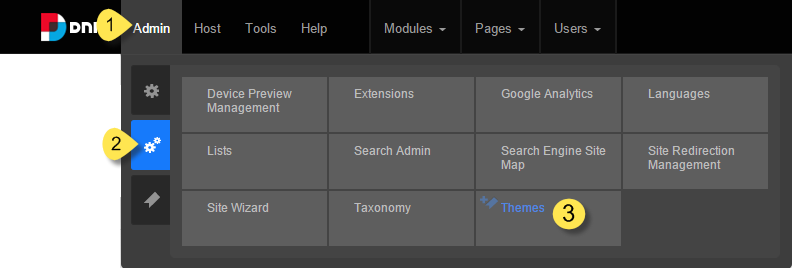 1
DNN
Admin
Host
Tools
Help
Modules
Pages
Users
Device Preview
Management
Extensions
Google Analytics
Languages
2
Lists
Search Admin
Search Engine Site
Map
Site Redirection
Management
Site Wizard
Taxonomy
Themes
3